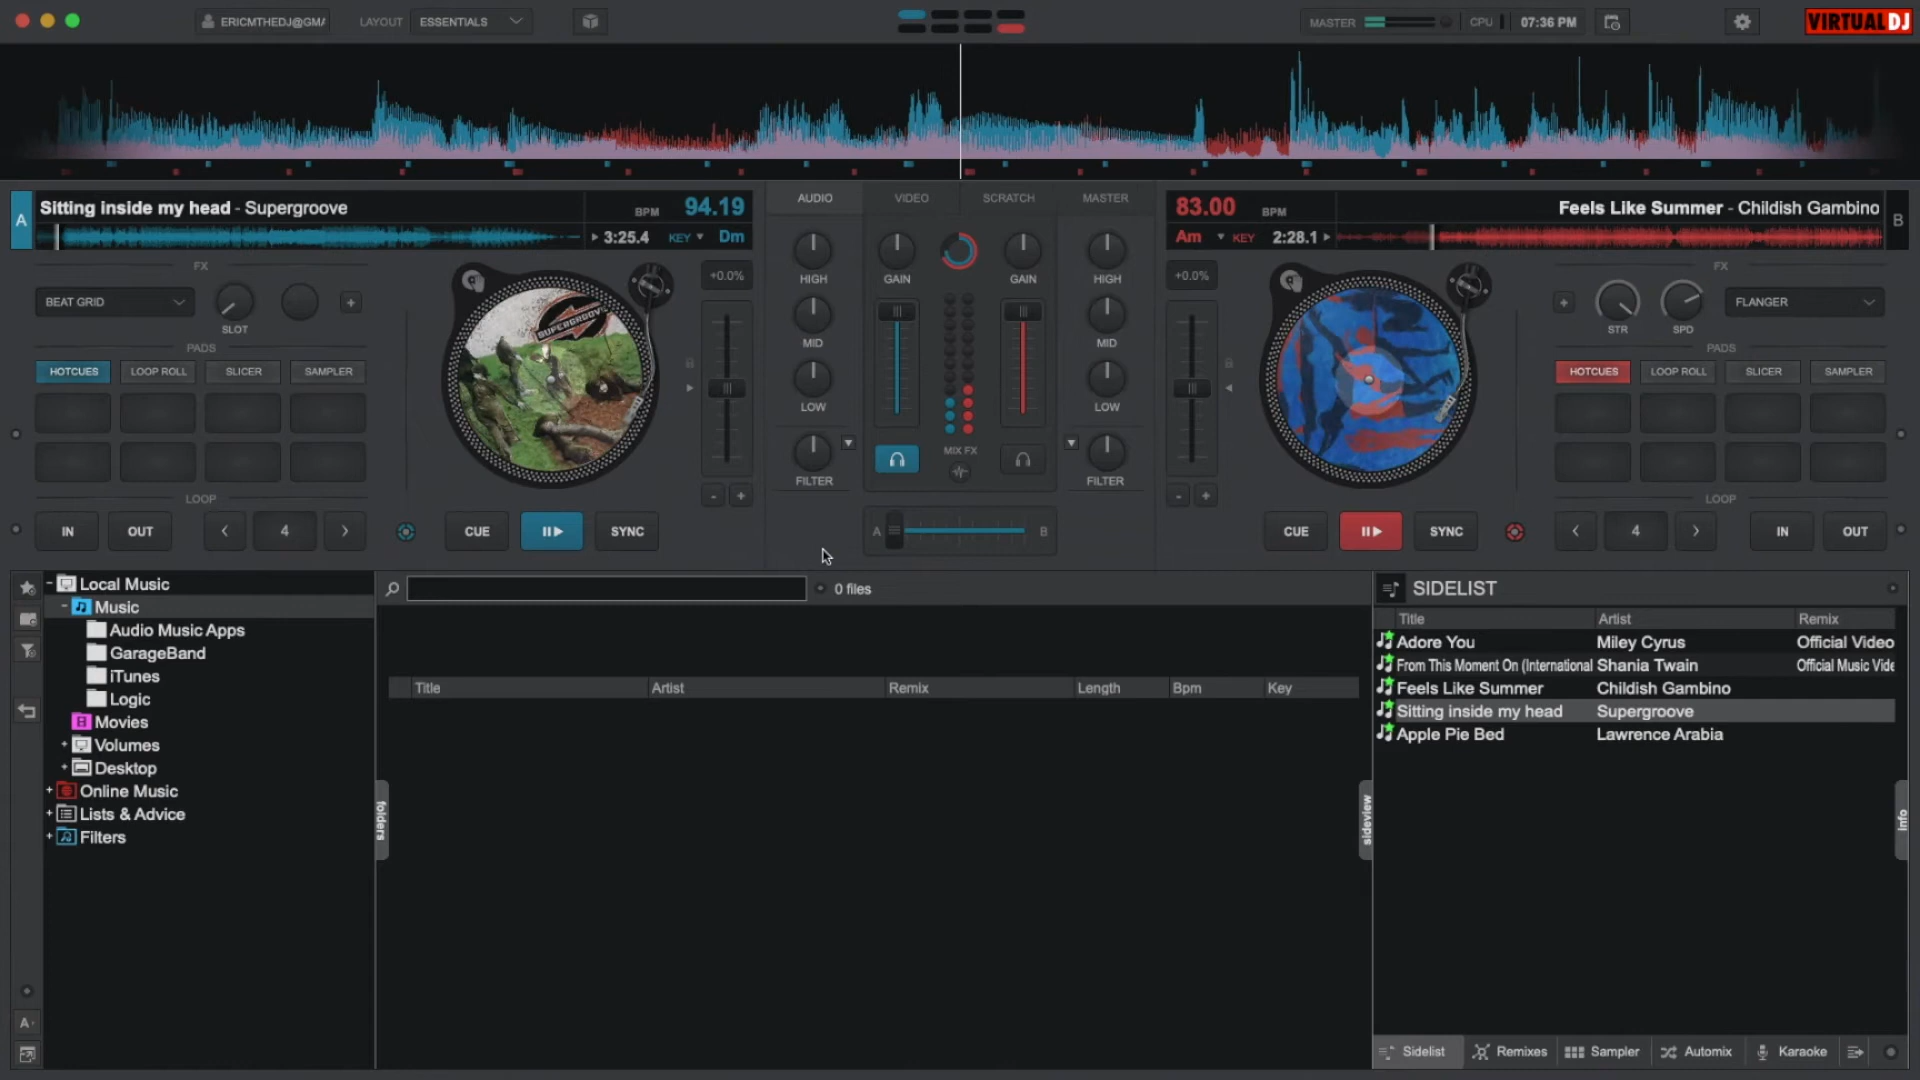 ERICMTHEDJ@GMA
LAYOUT
ESSENTIALS
MASTER
CPU
07:36 PM
VIRTUAL DJ
A
Sitting inside my head - Supergroove
BPM
94.19
3:25.4
KEY
Dm
AUDIO
VIDEO
SCRATCH
MASTER
83.00
BPM
Feels Like Summer - Childish Gambino
B
Am
KEY
2:28.1
FX
BEAT GRID
SLOT
+
+0.0%
SUPERGROOVE
HIGH
GAIN
GAIN
HIGH
+0.0%
FX
+
STR
SPD
FLANGER
PADS
HOTCUES
LOOP ROLL
SLICER
SAMPLER
MID
MID
LOW
LOW
PADS
HOTCUES
LOOP ROLL
SLICER
SAMPLER
MIX FX
FILTER
FILTER
- +
- +
LOOP
IN
OUT
<
4
>
CUE
SYNC
A
B
CUE
SYNC
LOOP
<
4
>
IN
OUT
Local Music
Music
Audio Music Apps
GarageBand
iTunes
Logic
Movies
Volumes
Desktop
Online Music
Lists & Advice
Filters
folders
0 files
Title
Artist
Remix
Length
Bpm
Key
sideview
SIDELIST
Title Artist Remix
Adore You Miley Cyrus Official Video
From This Moment On (International Shania Twain Official Music Vide
Feels Like Summer Childish Gambino
Sitting inside my head Supergroove
Apple Pie Bed Lawrence Arabia
info
A
Sidelist
Remixes
Sampler
Automix
Karaoke